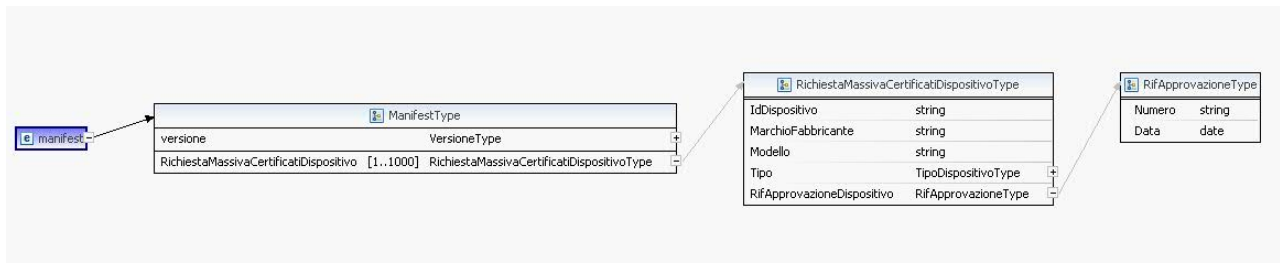 manifest
ManifestType
versione VersioneType
RichiestaMassivaCertificatiDispositivo [1..1000] RichiestaMassivaCertificatiDispositivoType
RichiestaMassivaCertificatiDispositivoType
IdDispositivo string
MarchioFabbricante string
Modello string
Tipo TipoDispositivoType
RifApprovazioneDispositivo RifApprovazioneType
RifApprovazioneType
Numero string
Data date